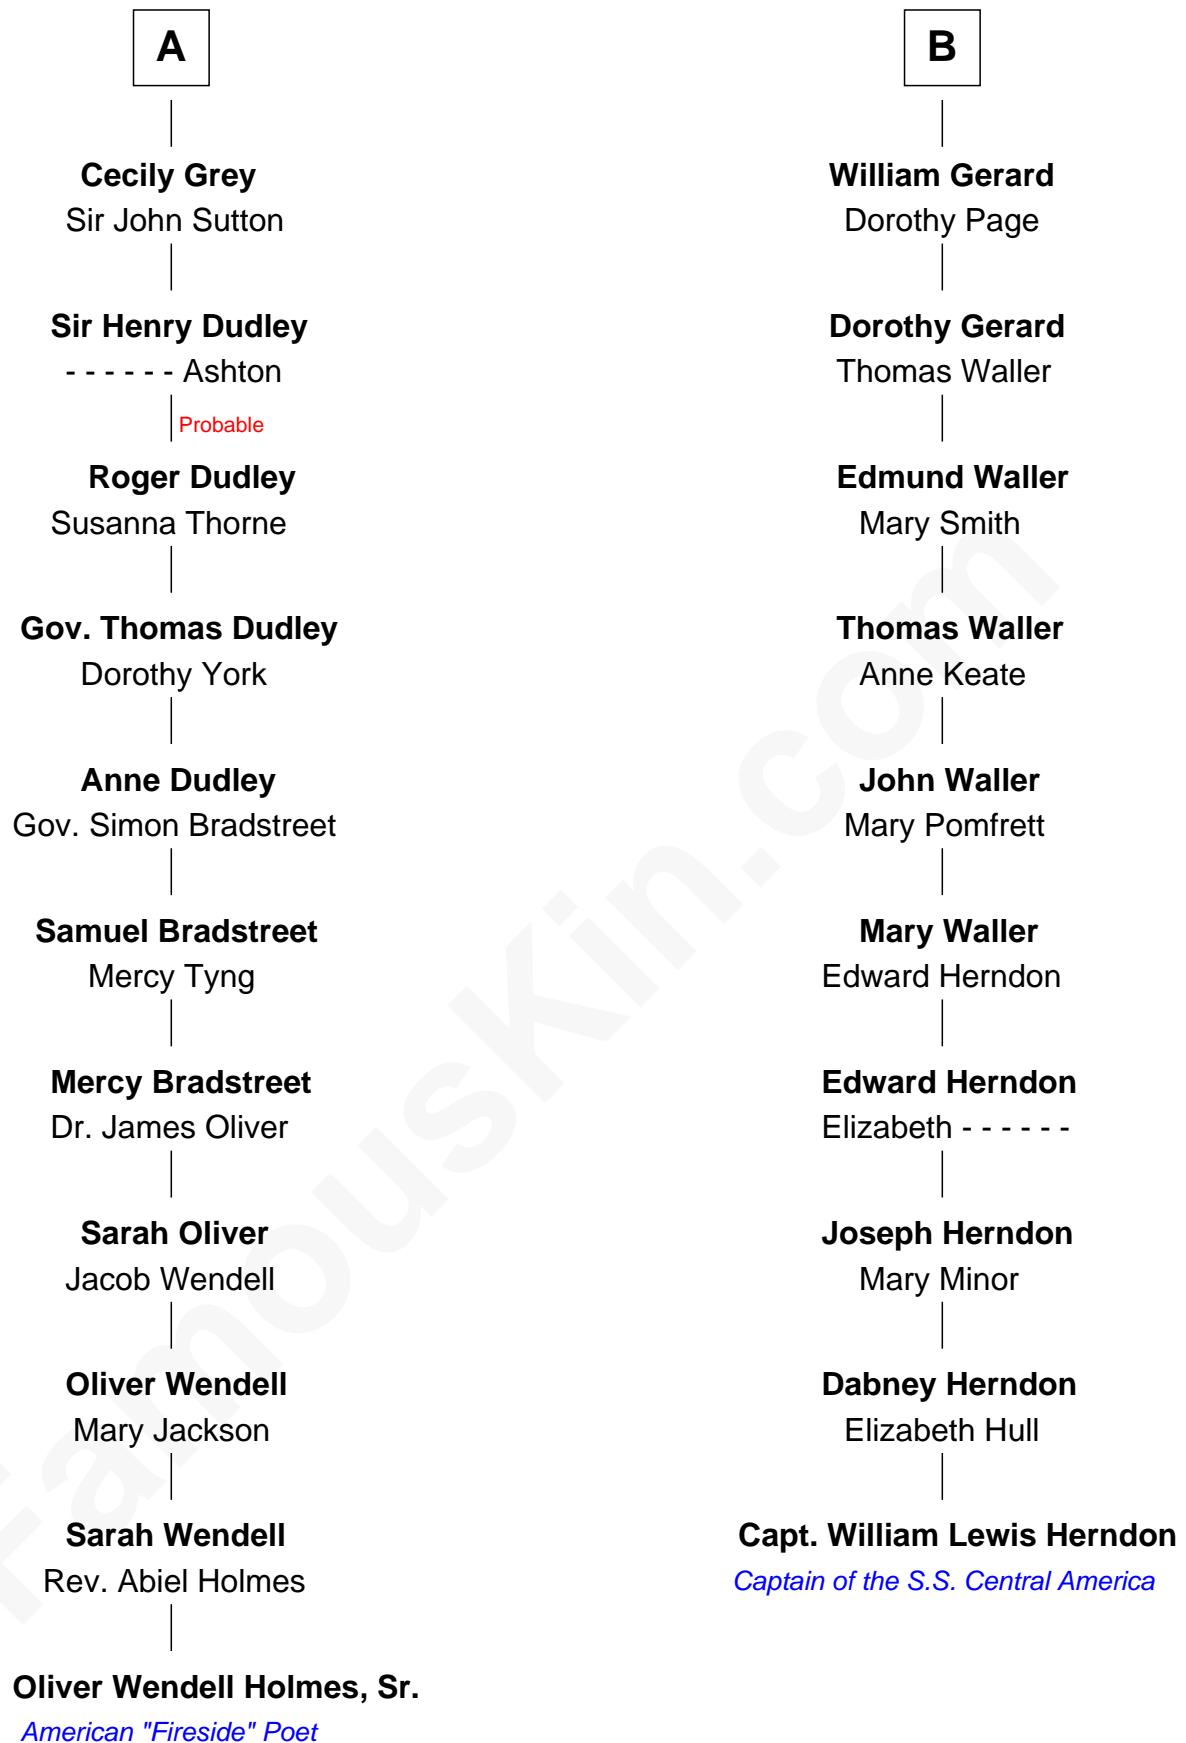 A
Cecily Grey
Sir John Sutton
Sir Henry Dudley
- - - - - - Ashton
Probable
Roger Dudley
Susanna Thorne
Gov. Thomas Dudley
Dorothy York
Anne Dudley
Gov. Simon Bradstreet
Samuel Bradstreet
Mercy Tyng
Mercy Bradstreet
Dr. James Oliver
Sarah Oliver
Jacob Wendell
Oliver Wendell
Mary Jackson
Sarah Wendell
Rev. Abiel Holmes
Oliver Wendell Holmes, Sr.
American "Fireside" Poet
B
William Gerard
Dorothy Page
Dorothy Gerard
Thomas Waller
Edmund Waller
Mary Smith
Thomas Waller
Anne Keate
John Waller
Mary Pomfrett
Mary Waller
Edward Herndon
Edward Herndon
Elizabeth - - - - - -
Joseph Herndon
Mary Minor
Dabney Herndon
Elizabeth Hull
Capt. William Lewis Herndon
Captain of the S.S. Central America
FamousKin.com